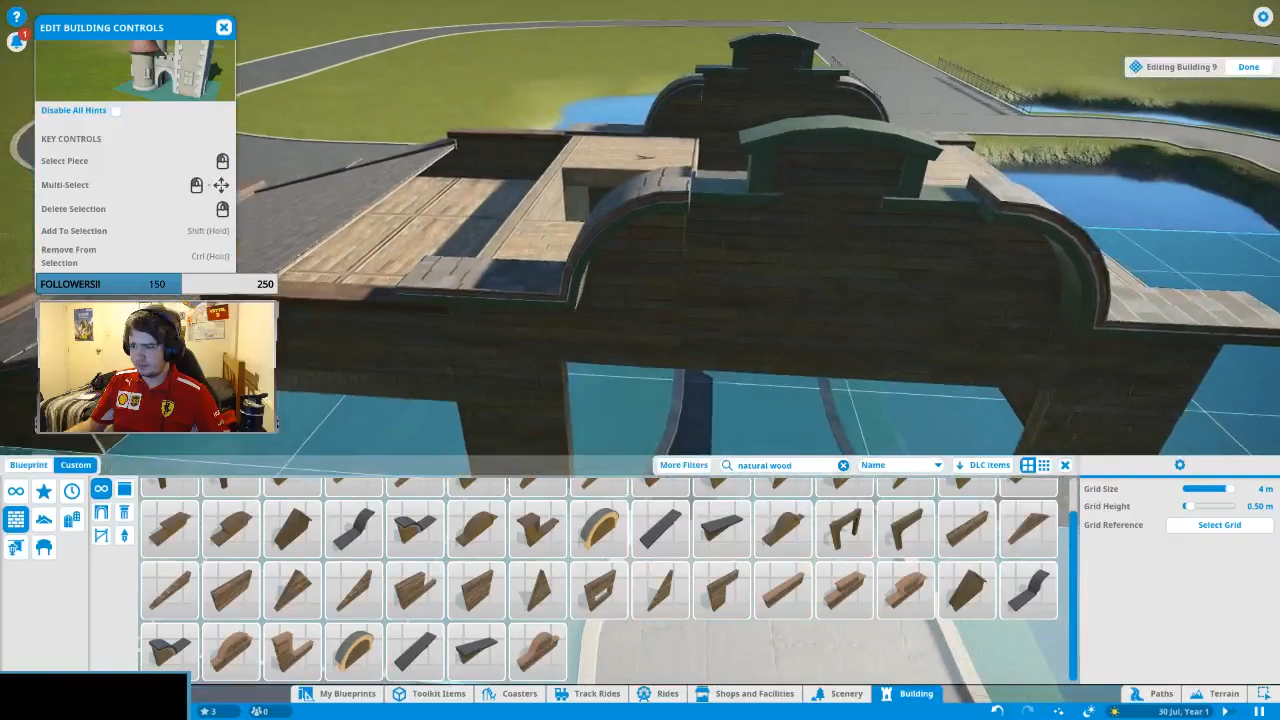 ?
EDIT BUILDING CONTROLS
1
Disable All Hints
KEY CONTROLS
Select Piece
Multi-Select
Delete Selection
Add To Selection Shift (Hold)
Remove From
Selection Ctrl (Hold)
FOLLOWERS!! 150 250
Editing Building 9 Done
Blueprint Custom
More Filters natural wood Name DLC items
Grid Size 4 m
Grid Height 0.50 m
Grid Reference Select Grid
My Blueprints Toolkit Items Coasters Track Rides Rides Shops and Facilities Scenery Building Paths Terrain
3 0 30 Jul, Year 1